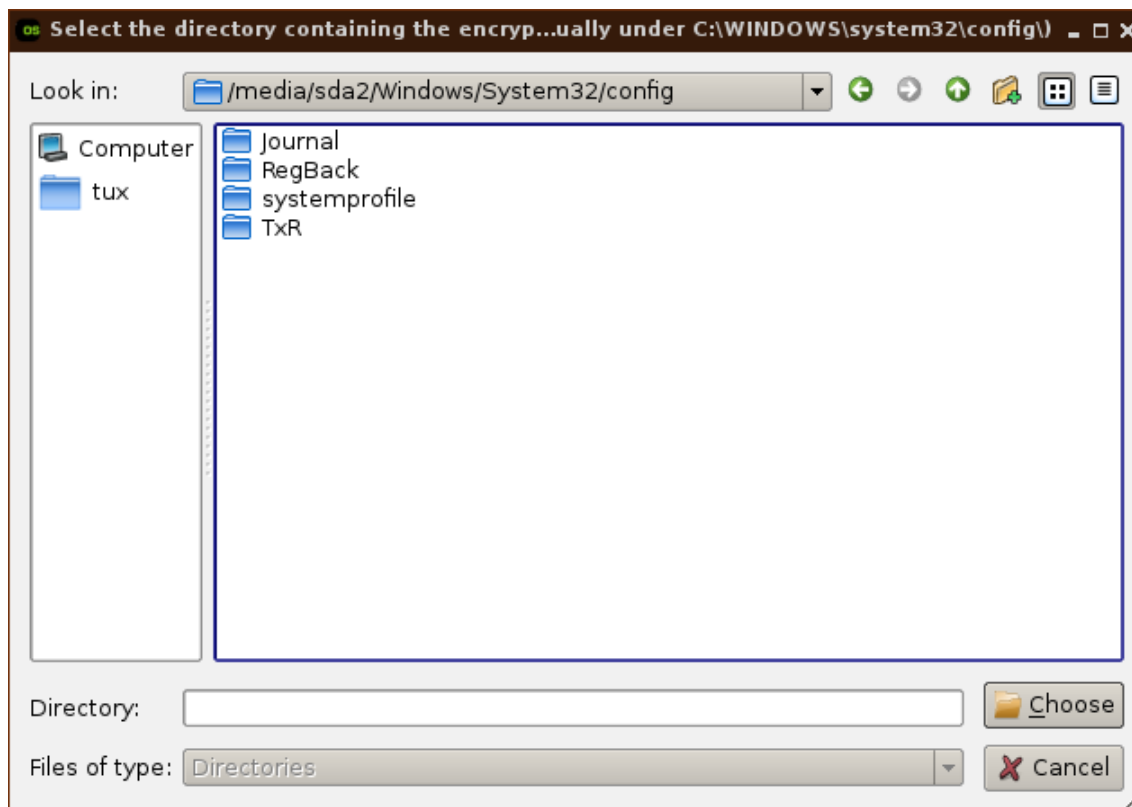 os Select the directory containing the encryp...ually under C:\WINDOWS\system32\config\)
Look in: /media/sda2/Windows/System32/config
Computer
tux
Journal
RegBack
systemprofile
TxR
Directory: Choose
Files of type: Directories Cancel